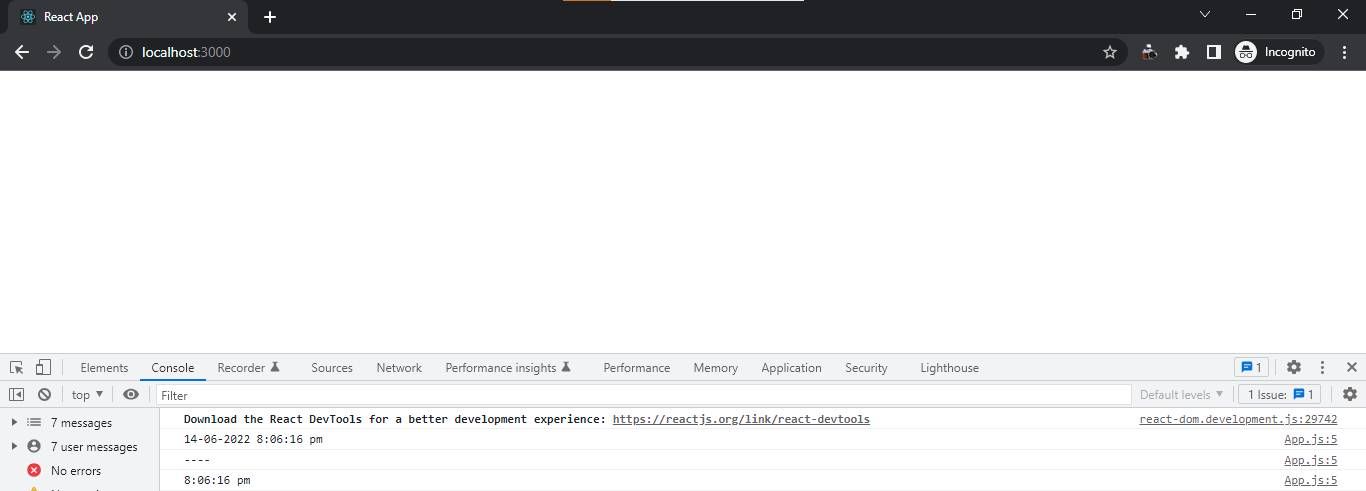 React App
localhost:3000
Incognito
Elements Console Recorder Sources Network Performance insights Performance Memory Application Security Lighthouse 1
top Filter Default levels 1 Issue: 1
7 messages
Download the React DevTools for a better development experience: https://reactjs.org/link/react-devtools react-dom.development.js:29742
7 user messages
14-06-2022 8:06:16 pm App.js:5
No errors
---- App.js:5
8:06:16 pm App.js:5